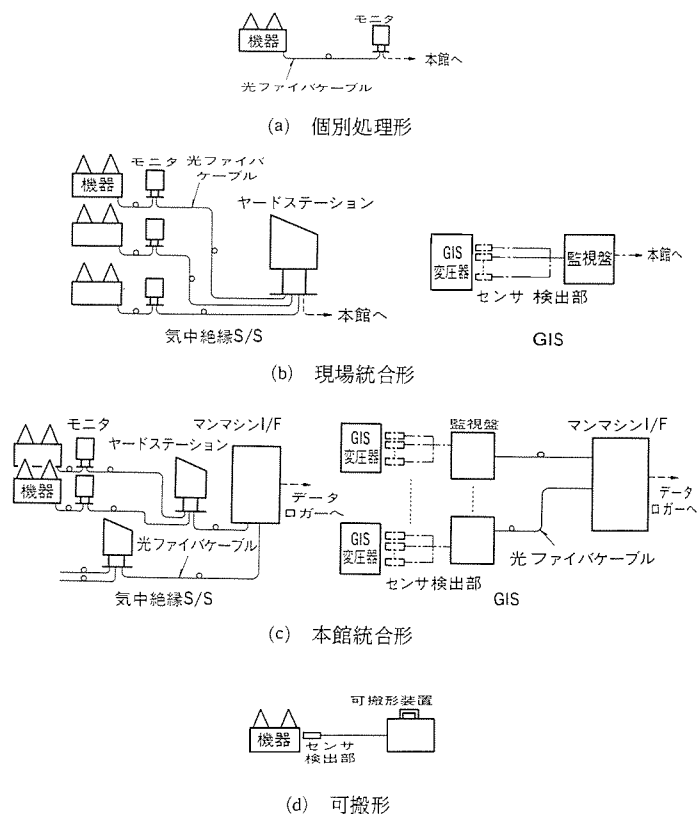 機器
モニタ
本館へ
光ファイバケーブル
(a) 個別処理形
機器
モニタ
光ファイバ
ケーブル
ヤードステーション
本館へ
気中絶縁S/S
GIS
変圧器
センサ 検出部
監視盤
本館へ
GIS
(b) 現場統合形
モニタ
機器
ヤードステーション
マンマシンI/F
データ
ロガーへ
光ファイバケーブル
気中絶縁S/S
GIS
変圧器
監視盤
マンマシンI/F
データ
ロガーへ
GIS
変圧器
センサ検出部
光ファイバケーブル
GIS
(c) 本館統合形
機器
センサ
検出部
可搬形装置
(d) 可搬形